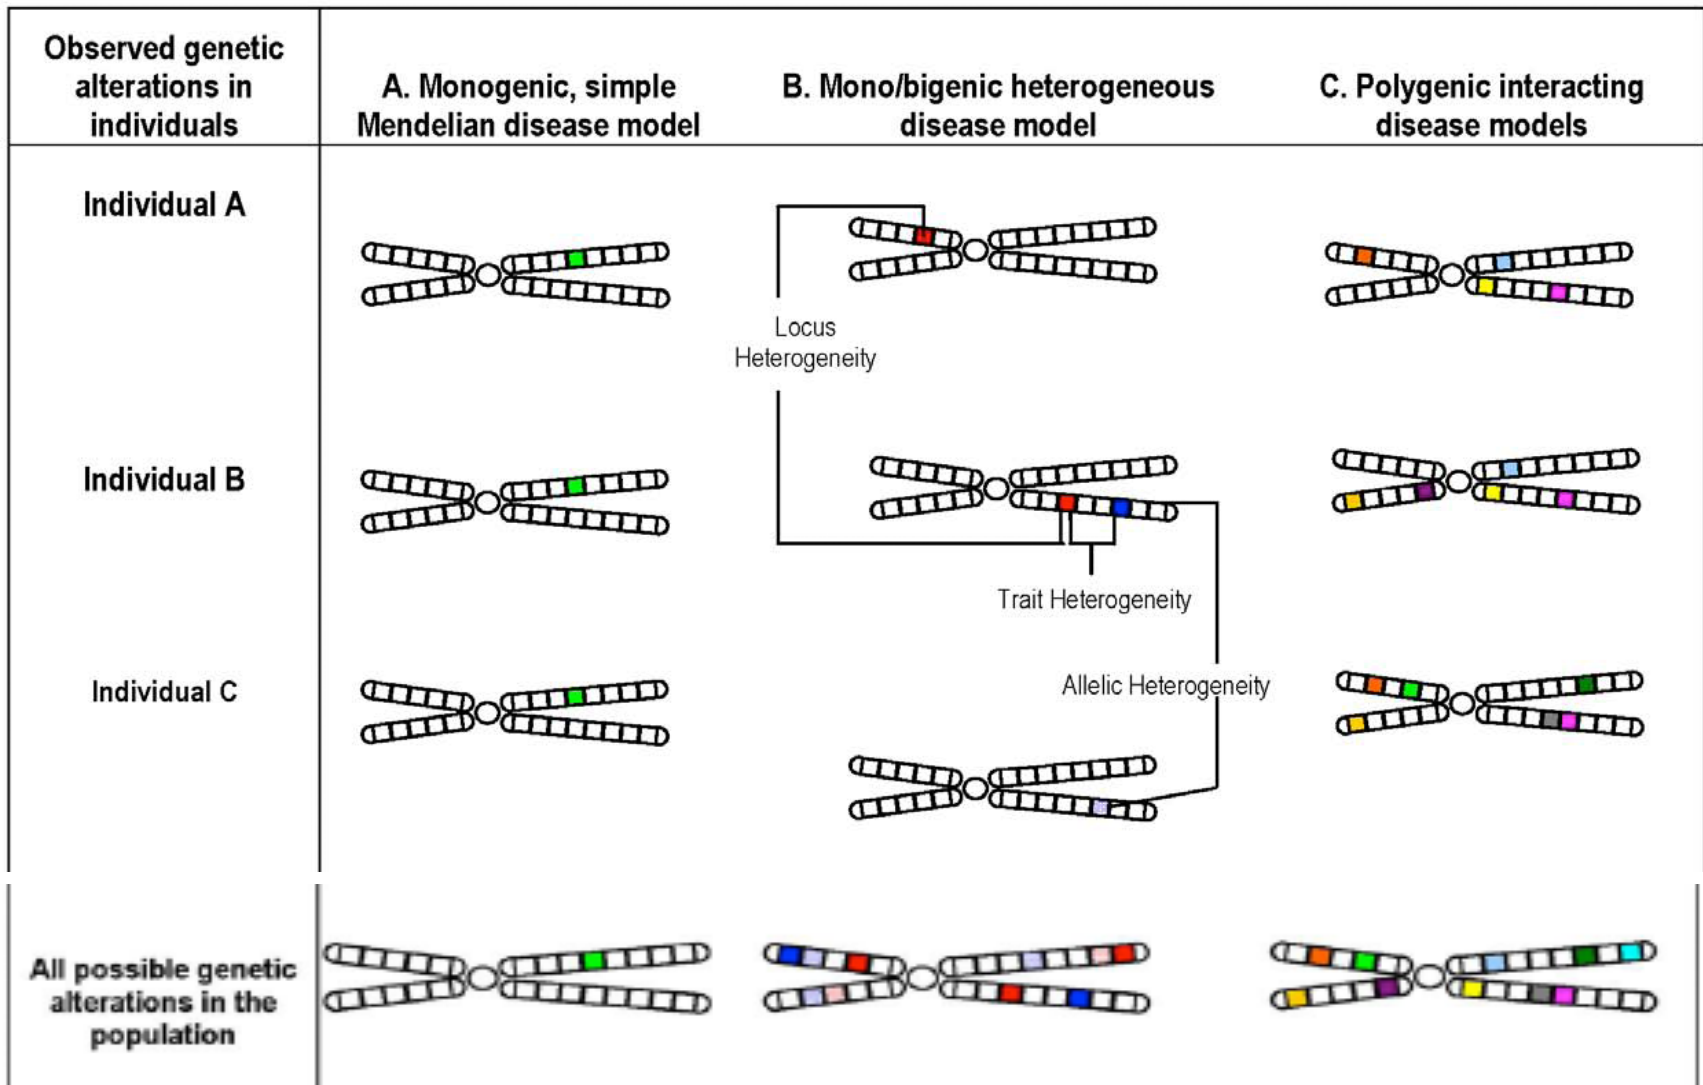 Observed genetic
alterations in
individuals
A. Monogenic, simple
Mendelian disease model
B. Mono/bigenic heterogeneous
disease model
C. Polygenic interacting
disease models
Individual A
Locus
Heterogeneity
Individual B
Trait Heterogeneity
Individual C
Allelic Heterogeneity
All possible genetic
alterations in the
population